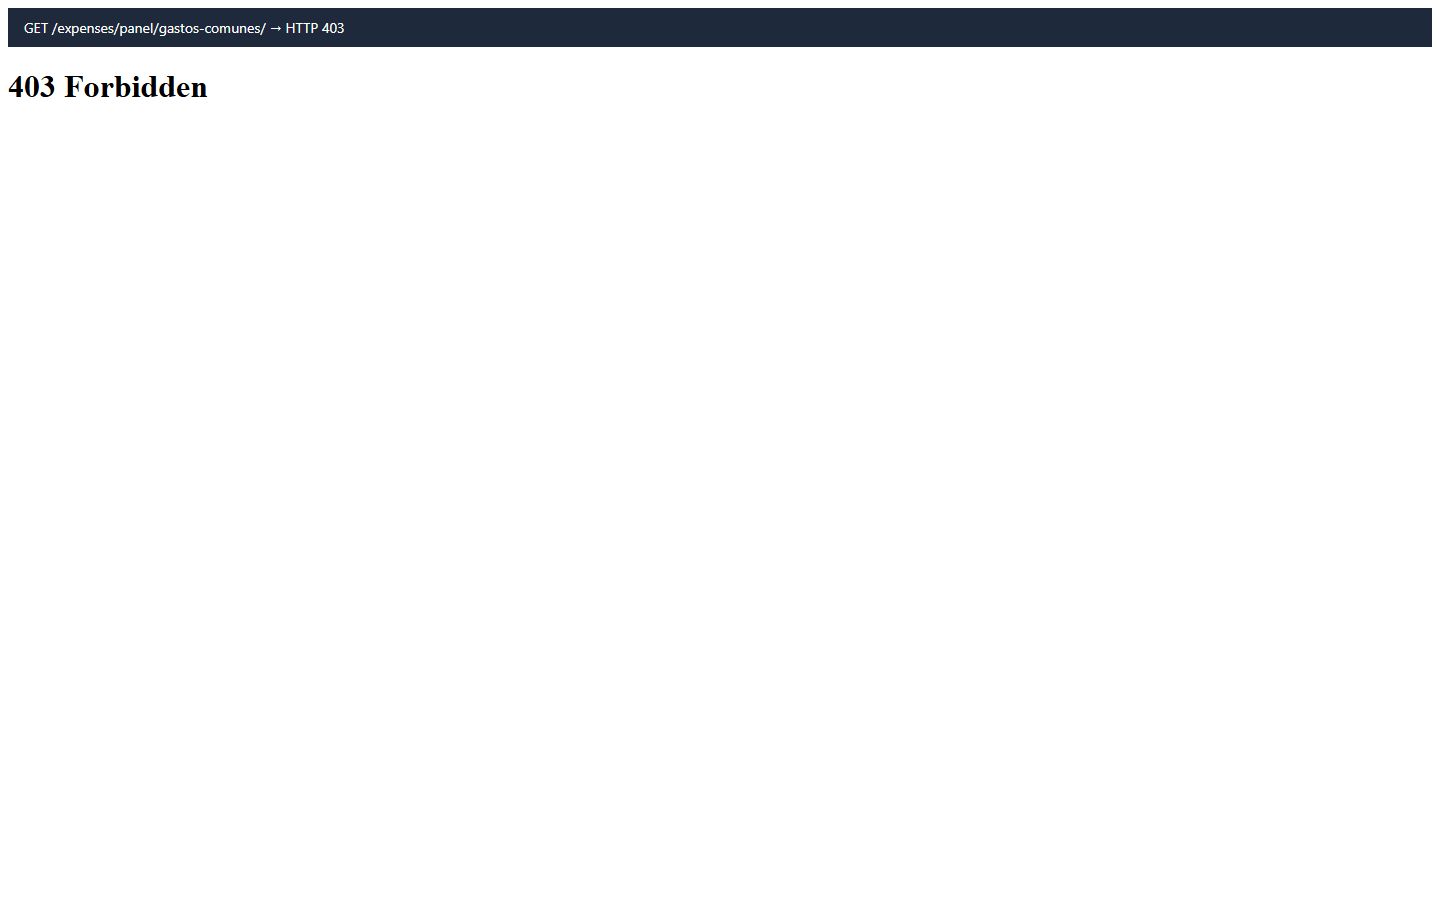 GET /expenses/panel/gastos-comunes/ → HTTP 403
403 Forbidden